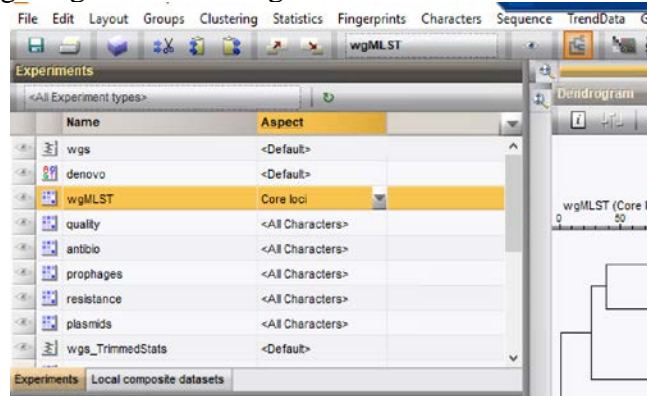 File Edit Layout Groups Clustering Statistics Fingerprints Characters Sequence TrendData
wgMLST
Experiments
<All Experiment types>
Name Aspect
wgs <Default>
denovo <Default>
wgMLST Core loci
quality <All Characters>
antibio <All Characters>
prophages <All Characters>
resistance <All Characters>
plasmids <All Characters>
wgs_TrimmedStats <Default>
Experiments Local composite datasets
Dendrogram
wgMLST (Core
0 50